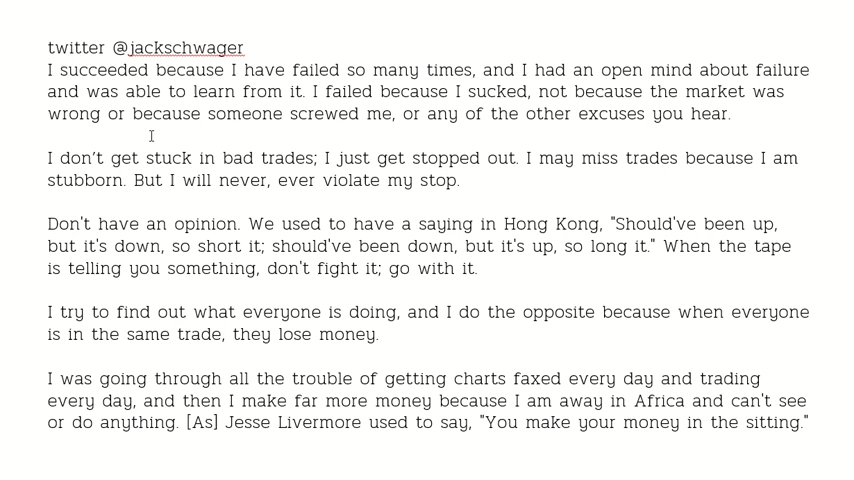 twitter @jackschwager
I succeeded because I have failed so many times, and I had an open mind about failure
and was able to learn from it. I failed because I sucked, not because the market was
wrong or because someone screwed me, or any of the other excuses you hear.
I don’t get stuck in bad trades; I just get stopped out. I may miss trades because I am
stubborn. But I will never, ever violate my stop.
Don't have an opinion. We used to have a saying in Hong Kong, "Should've been up,
but it's down, so short it; should've been down, but it's up, so long it." When the tape
is telling you something, don't fight it; go with it.
I try to find out what everyone is doing, and I do the opposite because when everyone
is in the same trade, they lose money.
I was going through all the trouble of getting charts faxed every day and trading
every day, and then I make far more money because I am away in Africa and can't see
or do anything. [As] Jesse Livermore used to say, "You make your money in the sitting."